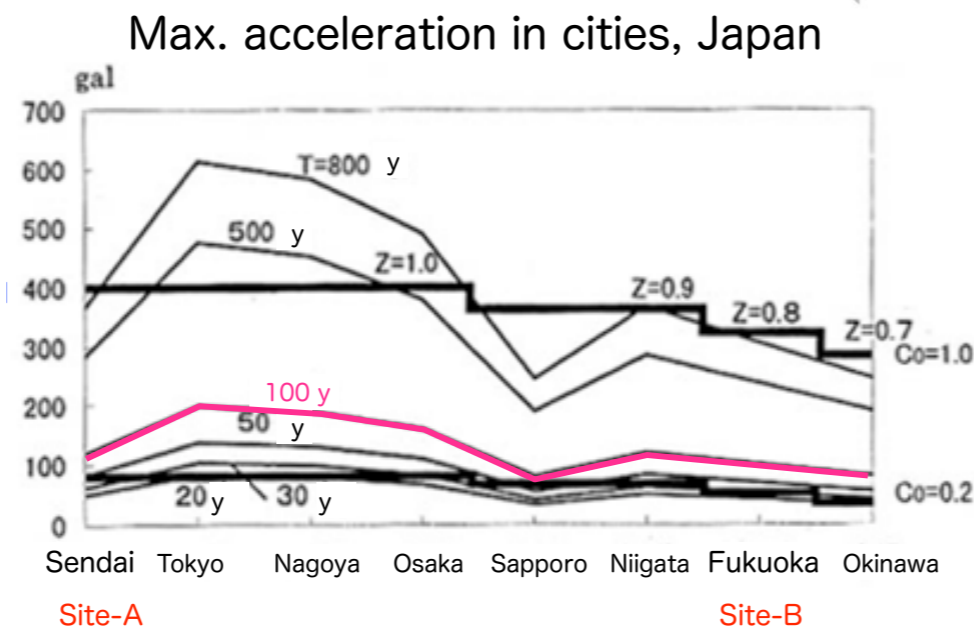 Max. acceleration in cities, Japan
gal
700
600
T=800 y
500
500 y
Z=1.0
400
Z=0.9
Z=0.8
Z=0.7
300
C0=1.0
200
100 y
50 y
100
20 y
30 y
C0=0.2
0
Sendai Tokyo Nagoya Osaka Sapporo Niigata Fukuoka Okinawa
Site-A Site-B